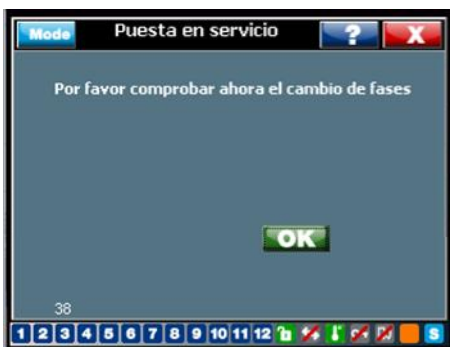 Mode Puesta en servicio ? X
Por favor comprobar ahora el cambio de fases
OK
38
1 2 3 4 5 6 7 8 9 10 11 12 S